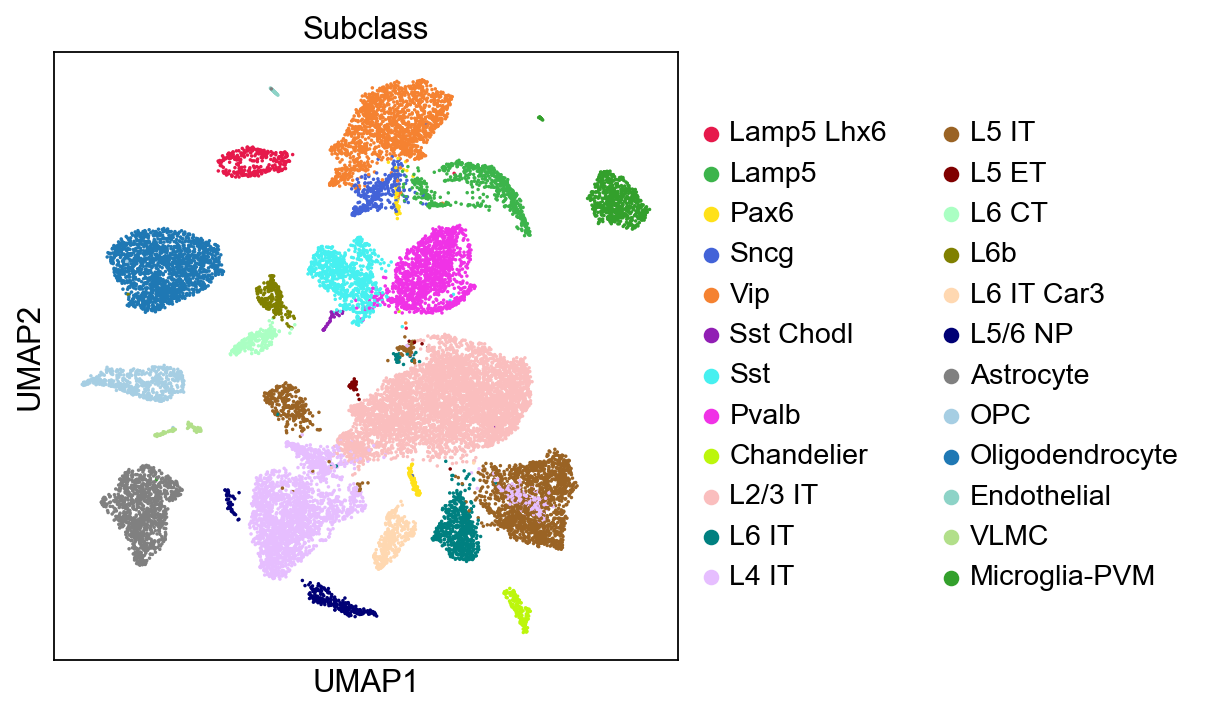 Subclass
UMAP2
UMAP1
Lamp5 Lhx6
Lamp5
Pax6
Sncg
Vip
Sst Chodl
Sst
Pvalb
Chandelier
L2/3 IT
L6 IT
L4 IT
L5 IT
L5 ET
L6 CT
L6b
L6 IT Car3
L5/6 NP
Astrocyte
OPC
Oligodendrocyte
Endothelial
VLMC
Microglia-PVM